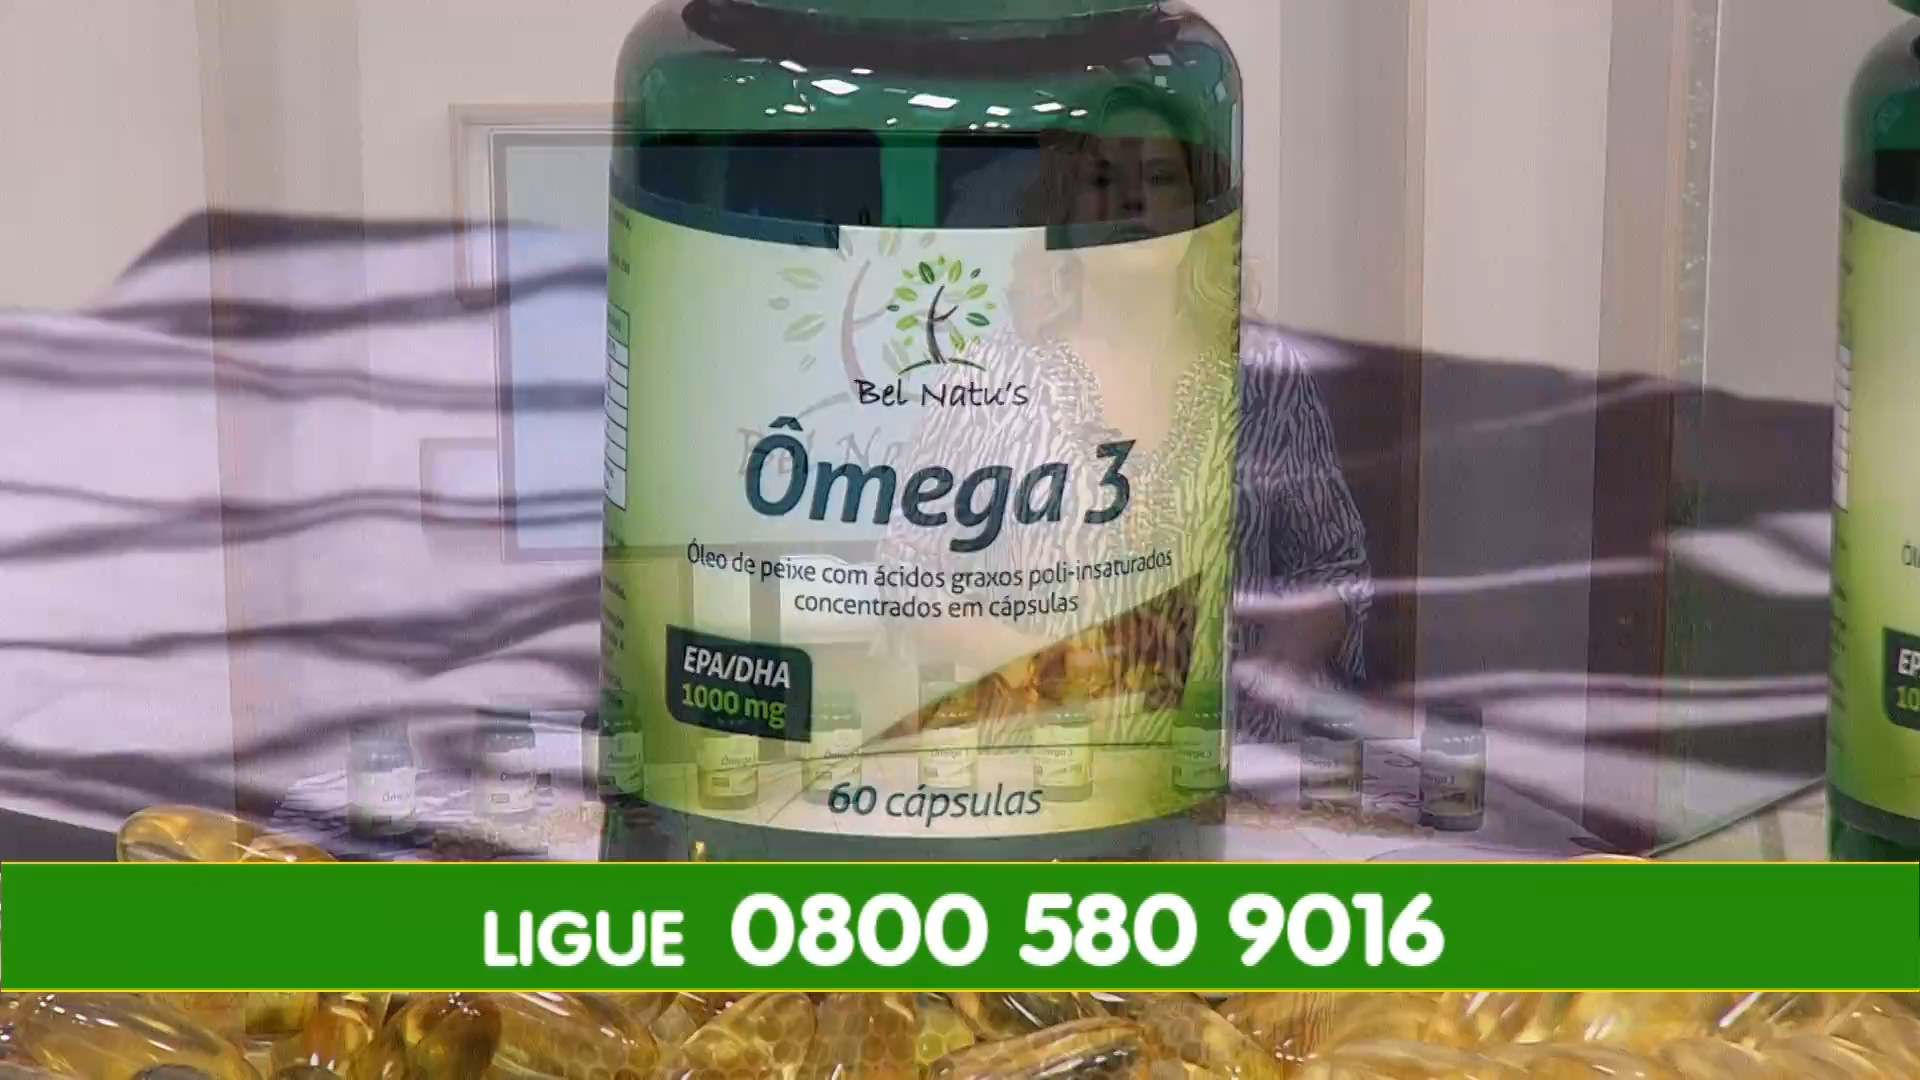 Bel Natu's
Ômega 3
Óleo de peixe com ácidos graxos poli-insaturados
concentrados em cápsulas
EPA/DHA
1000 mg
60 cápsulas
LIGUE 0800 580 9016